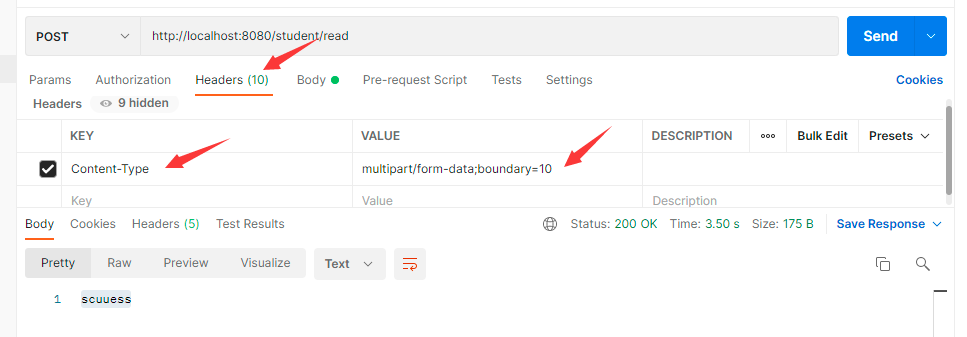 POST http://localhost:8080/student/read Send
Params Authorization Headers (10) Body Pre-request Script Tests Settings Cookies
Headers 9 hidden
KEY VALUE DESCRIPTION ooo Bulk Edit Presets
Content-Type multipart/form-data;boundary=10
Key Value Description
Body Cookies Headers (5) Test Results Status: 200 OK Time: 3.50 s Size: 175 B Save Response
Pretty Raw Preview Visualize Text
1 scuuess